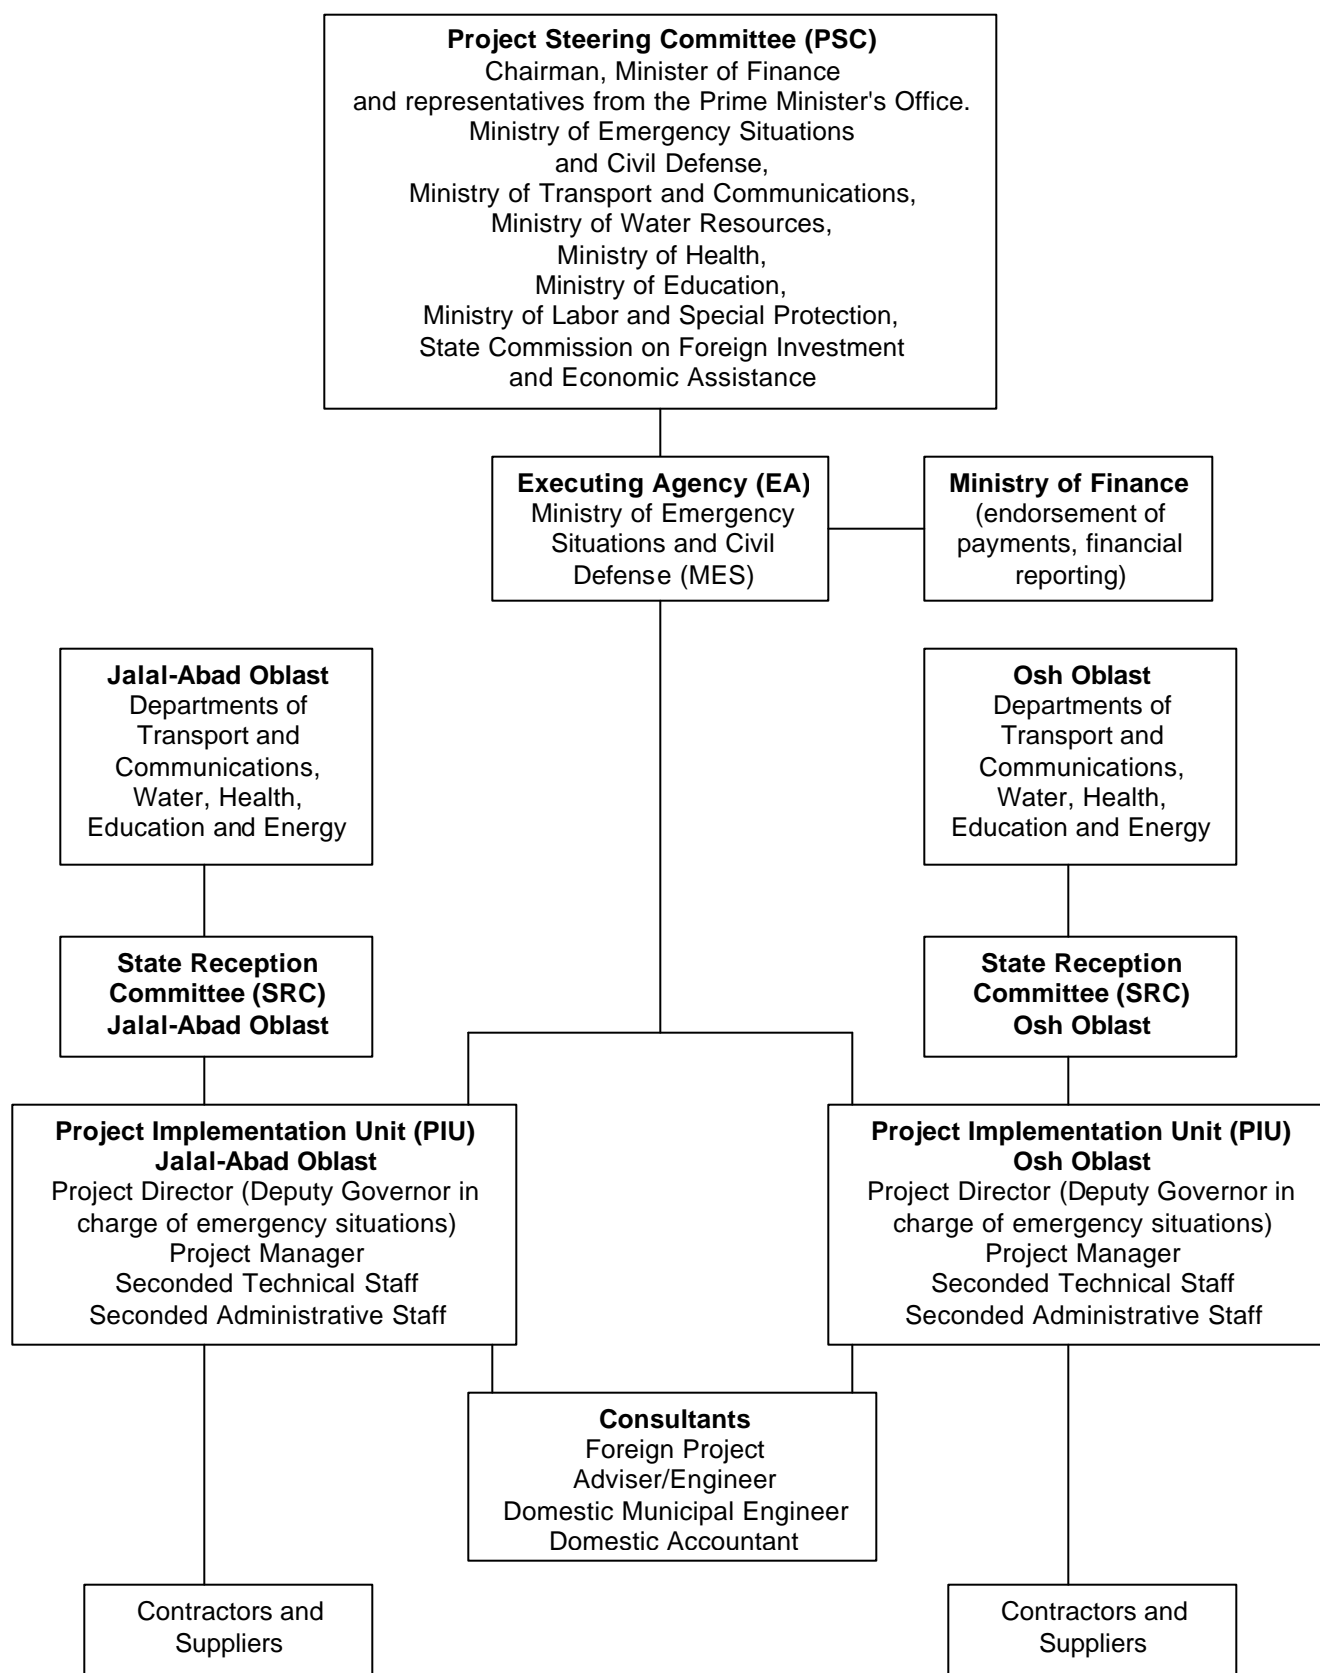 Project Steering Committee (PSC)
Chairman, Minister of Finance
and representatives from the Prime Minister's Office.
Ministry of Emergency Situations
and Civil Defense,
Ministry of Transport and Communications,
Ministry of Water Resources,
Ministry of Health,
Ministry of Education,
Ministry of Labor and Special Protection,
State Commission on Foreign Investment
and Economic Assistance
Executing Agency (EA)
Ministry of Emergency
Situations and Civil
Defense (MES)
Ministry of Finance
(endorsement of
payments, financial
reporting)
Jalal-Abad Oblast
Departments of
Transport and
Communications,
Water, Health,
Education and Energy
Osh Oblast
Departments of
Transport and
Communications,
Water, Health,
Education and Energy
State Reception
Committee (SRC)
Jalal-Abad Oblast
State Reception
Committee (SRC)
Osh Oblast
Project Implementation Unit (PIU)
Jalal-Abad Oblast
Project Director (Deputy Governor in
charge of emergency situations)
Project Manager
Seconded Technical Staff
Seconded Administrative Staff
Project Implementation Unit (PIU)
Osh Oblast
Project Director (Deputy Governor in
charge of emergency situations)
Project Manager
Seconded Technical Staff
Seconded Administrative Staff
Consultants
Foreign Project
Adviser/Engineer
Domestic Municipal Engineer
Domestic Accountant
Contractors and
Suppliers
Contractors and
Suppliers